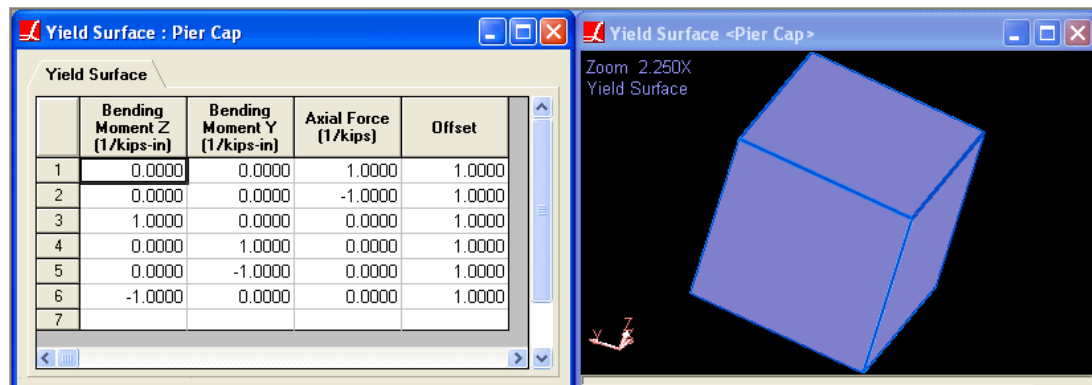 Yield Surface : Pier Cap
Yield Surface
Bending Moment Z (1/kips-in) Bending Moment Y (1/kips-in) Axial Force (1/kips) Offset
1 0.0000 0.0000 1.0000 1.0000
2 0.0000 0.0000 -1.0000 1.0000
3 1.0000 0.0000 0.0000 1.0000
4 0.0000 1.0000 0.0000 1.0000
5 0.0000 -1.0000 0.0000 1.0000
6 -1.0000 0.0000 0.0000 1.0000
7
Yield Surface <Pier Cap>
Zoom 2.250X
Yield Surface
Y Z